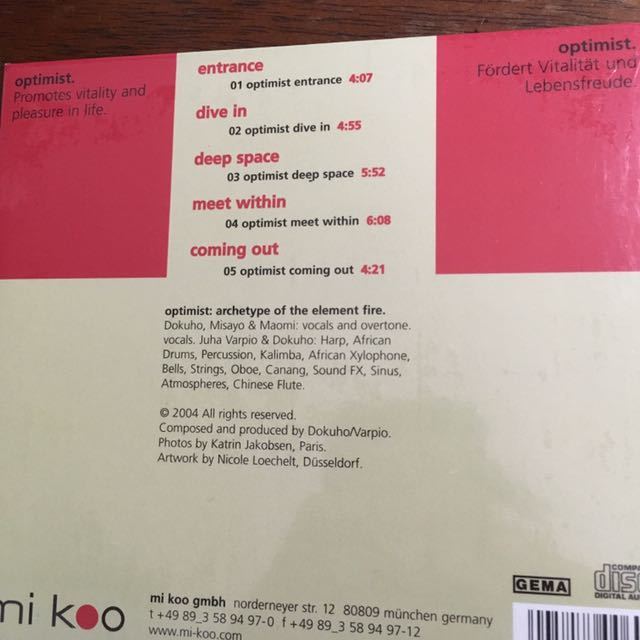 optimist.
Promotes vitality and
pleasure in life.
entrance
01 optimist entrance 4:07
dive in
02 optimist dive in 4:55
deep space
03 optimist deep space 5:52
meet within
04 optimist meet within 6:08
coming out
05 optimist coming out 4:21
optimist.
Fördert Vitalität und
Lebensfreude.
optimist: archetype of the element fire.
Dokuho, Misayo & Maomi: vocals and overtone.
vocals. Juha Varpio & Dokuho: Harp, African
Drums, Percussion, Kalimba, African Xylophone,
Bells, Strings, Oboe, Canang, Sound FX, Sinus,
Atmospheres, Chinese Flute.
© 2004 All rights reserved.
Composed and produced by Dokuho/Varpio.
Photos by Katrin Jakobsen, Paris.
Artwork by Nicole Loechelt, Düsseldorf.
mi koo
mi koo gmbh norderneyer str. 12 80809 münchen germany
t +49 89_3 58 94 97-0 f +49 89_3 58 94 97-12
www.mi-koo.com
GEMA
COMPA
disc
DIGITAL AU